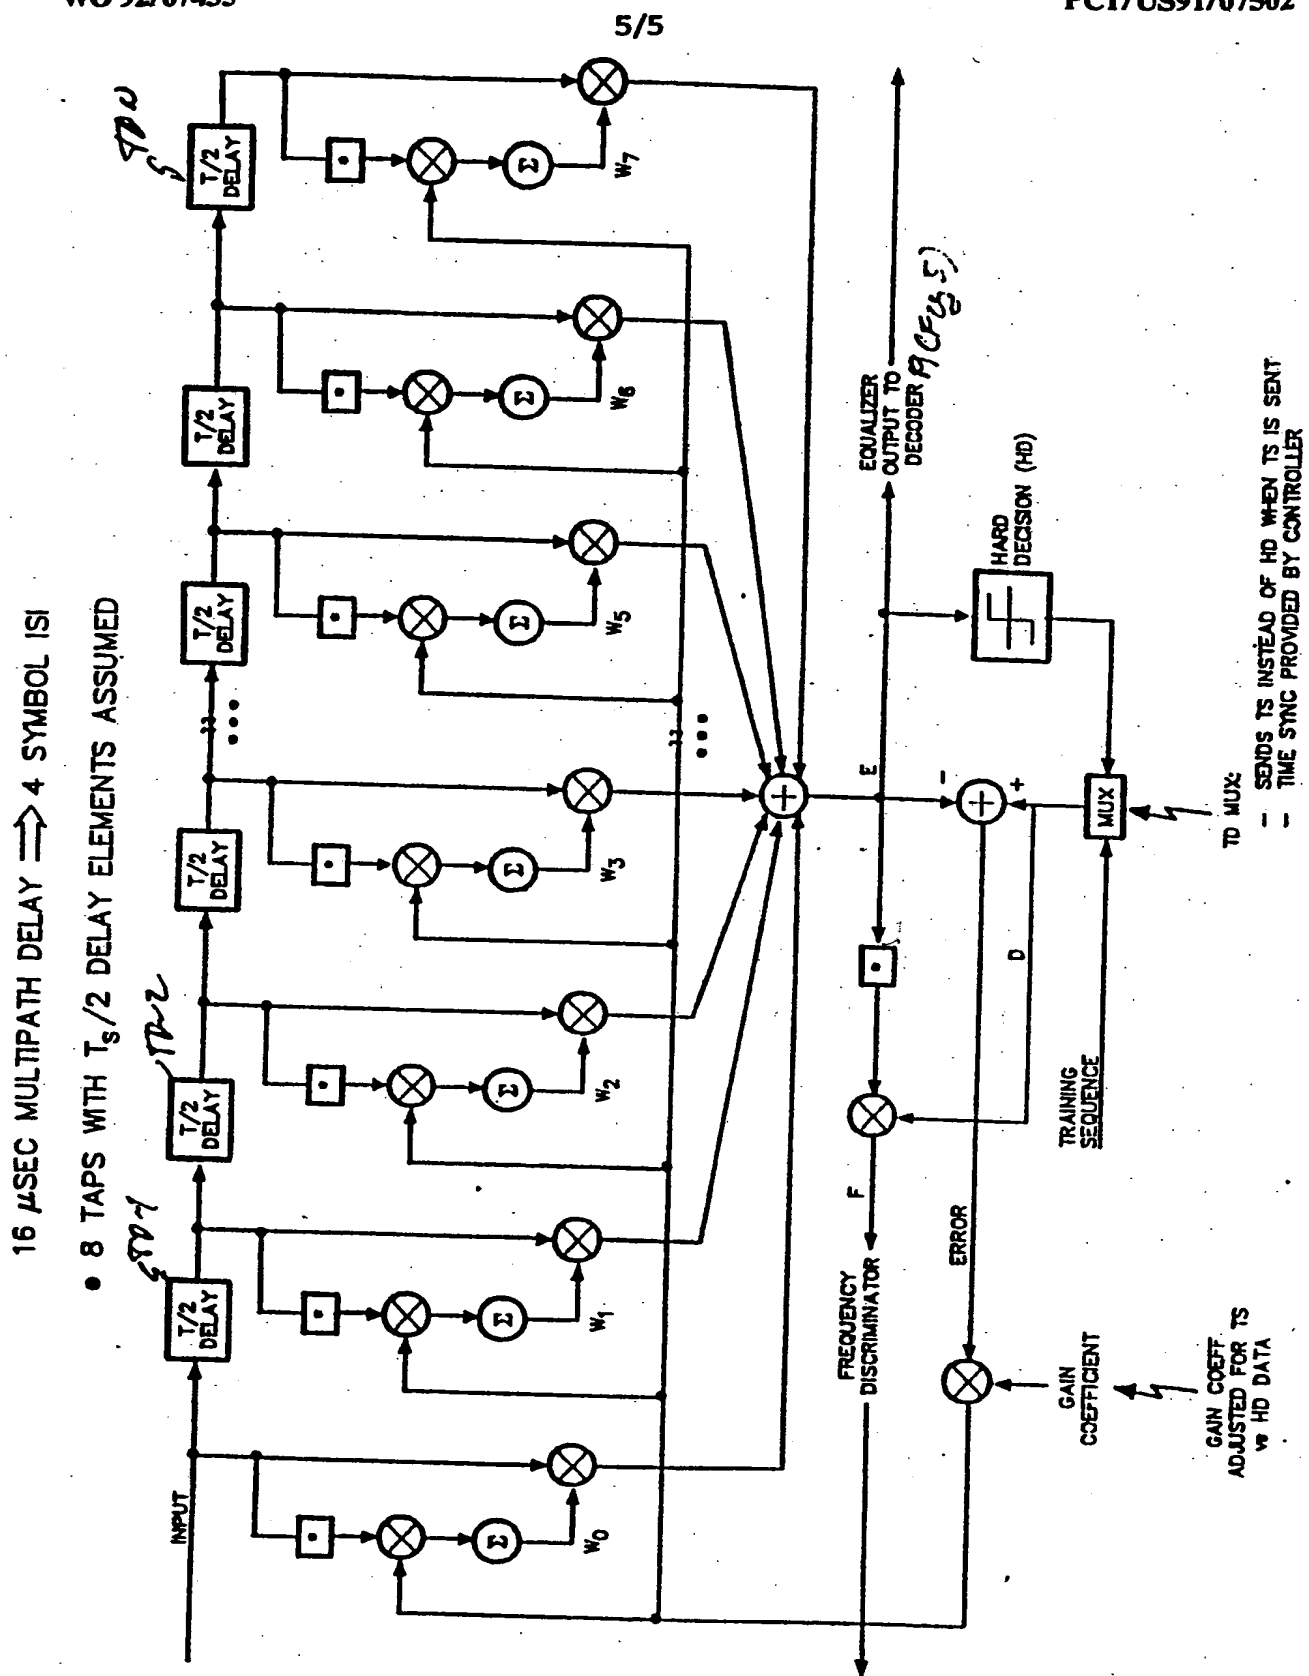 5/5
16 μSEC MULTIPATH DELAY ⟹ 4 SYMBOL ISI
• 8 TAPS WITH Ts/2 DELAY ELEMENTS ASSUMED
INPUT
T/2
DELAY
T/2
DELAY
T/2
DELAY
T/2
DELAY
T/2
DELAY
T/2
DELAY
• • •
•
•
•
•
•
•
•
Σ
Σ
Σ
Σ
Σ
Σ
Σ
W0
W1
W2
W3
W5
W6
W7
• • •
+
E
EQUALIZER
OUTPUT TO
DECODER
FREQUENCY
DISCRIMINATOR
F
•
-
+
+
HARD
DECISION (HD)
D
ERROR
TRAINING
SEQUENCE
MUX
GAIN
COEFFICIENT
GAIN COEFF
ADJUSTED FOR TS
vs HD DATA
TO MUX:
- SENDS TS INSTEAD OF HD WHEN TS IS SENT
- TIME SYNC PROVIDED BY CONTROLLER